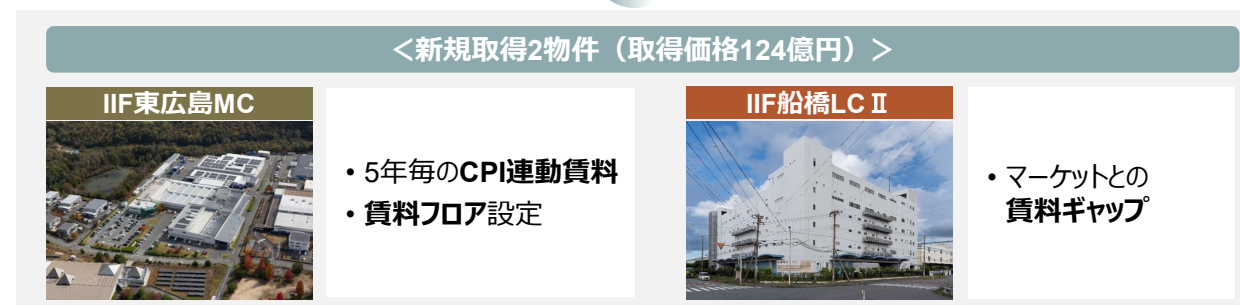 ＜新規取得2物件（取得価格124億円）＞
IIF東広島MC
• 5年毎のCPI連動賃料
• 賃料フロア設定
IIF船橋LCⅡ
• マーケットとの
賃料ギャップ